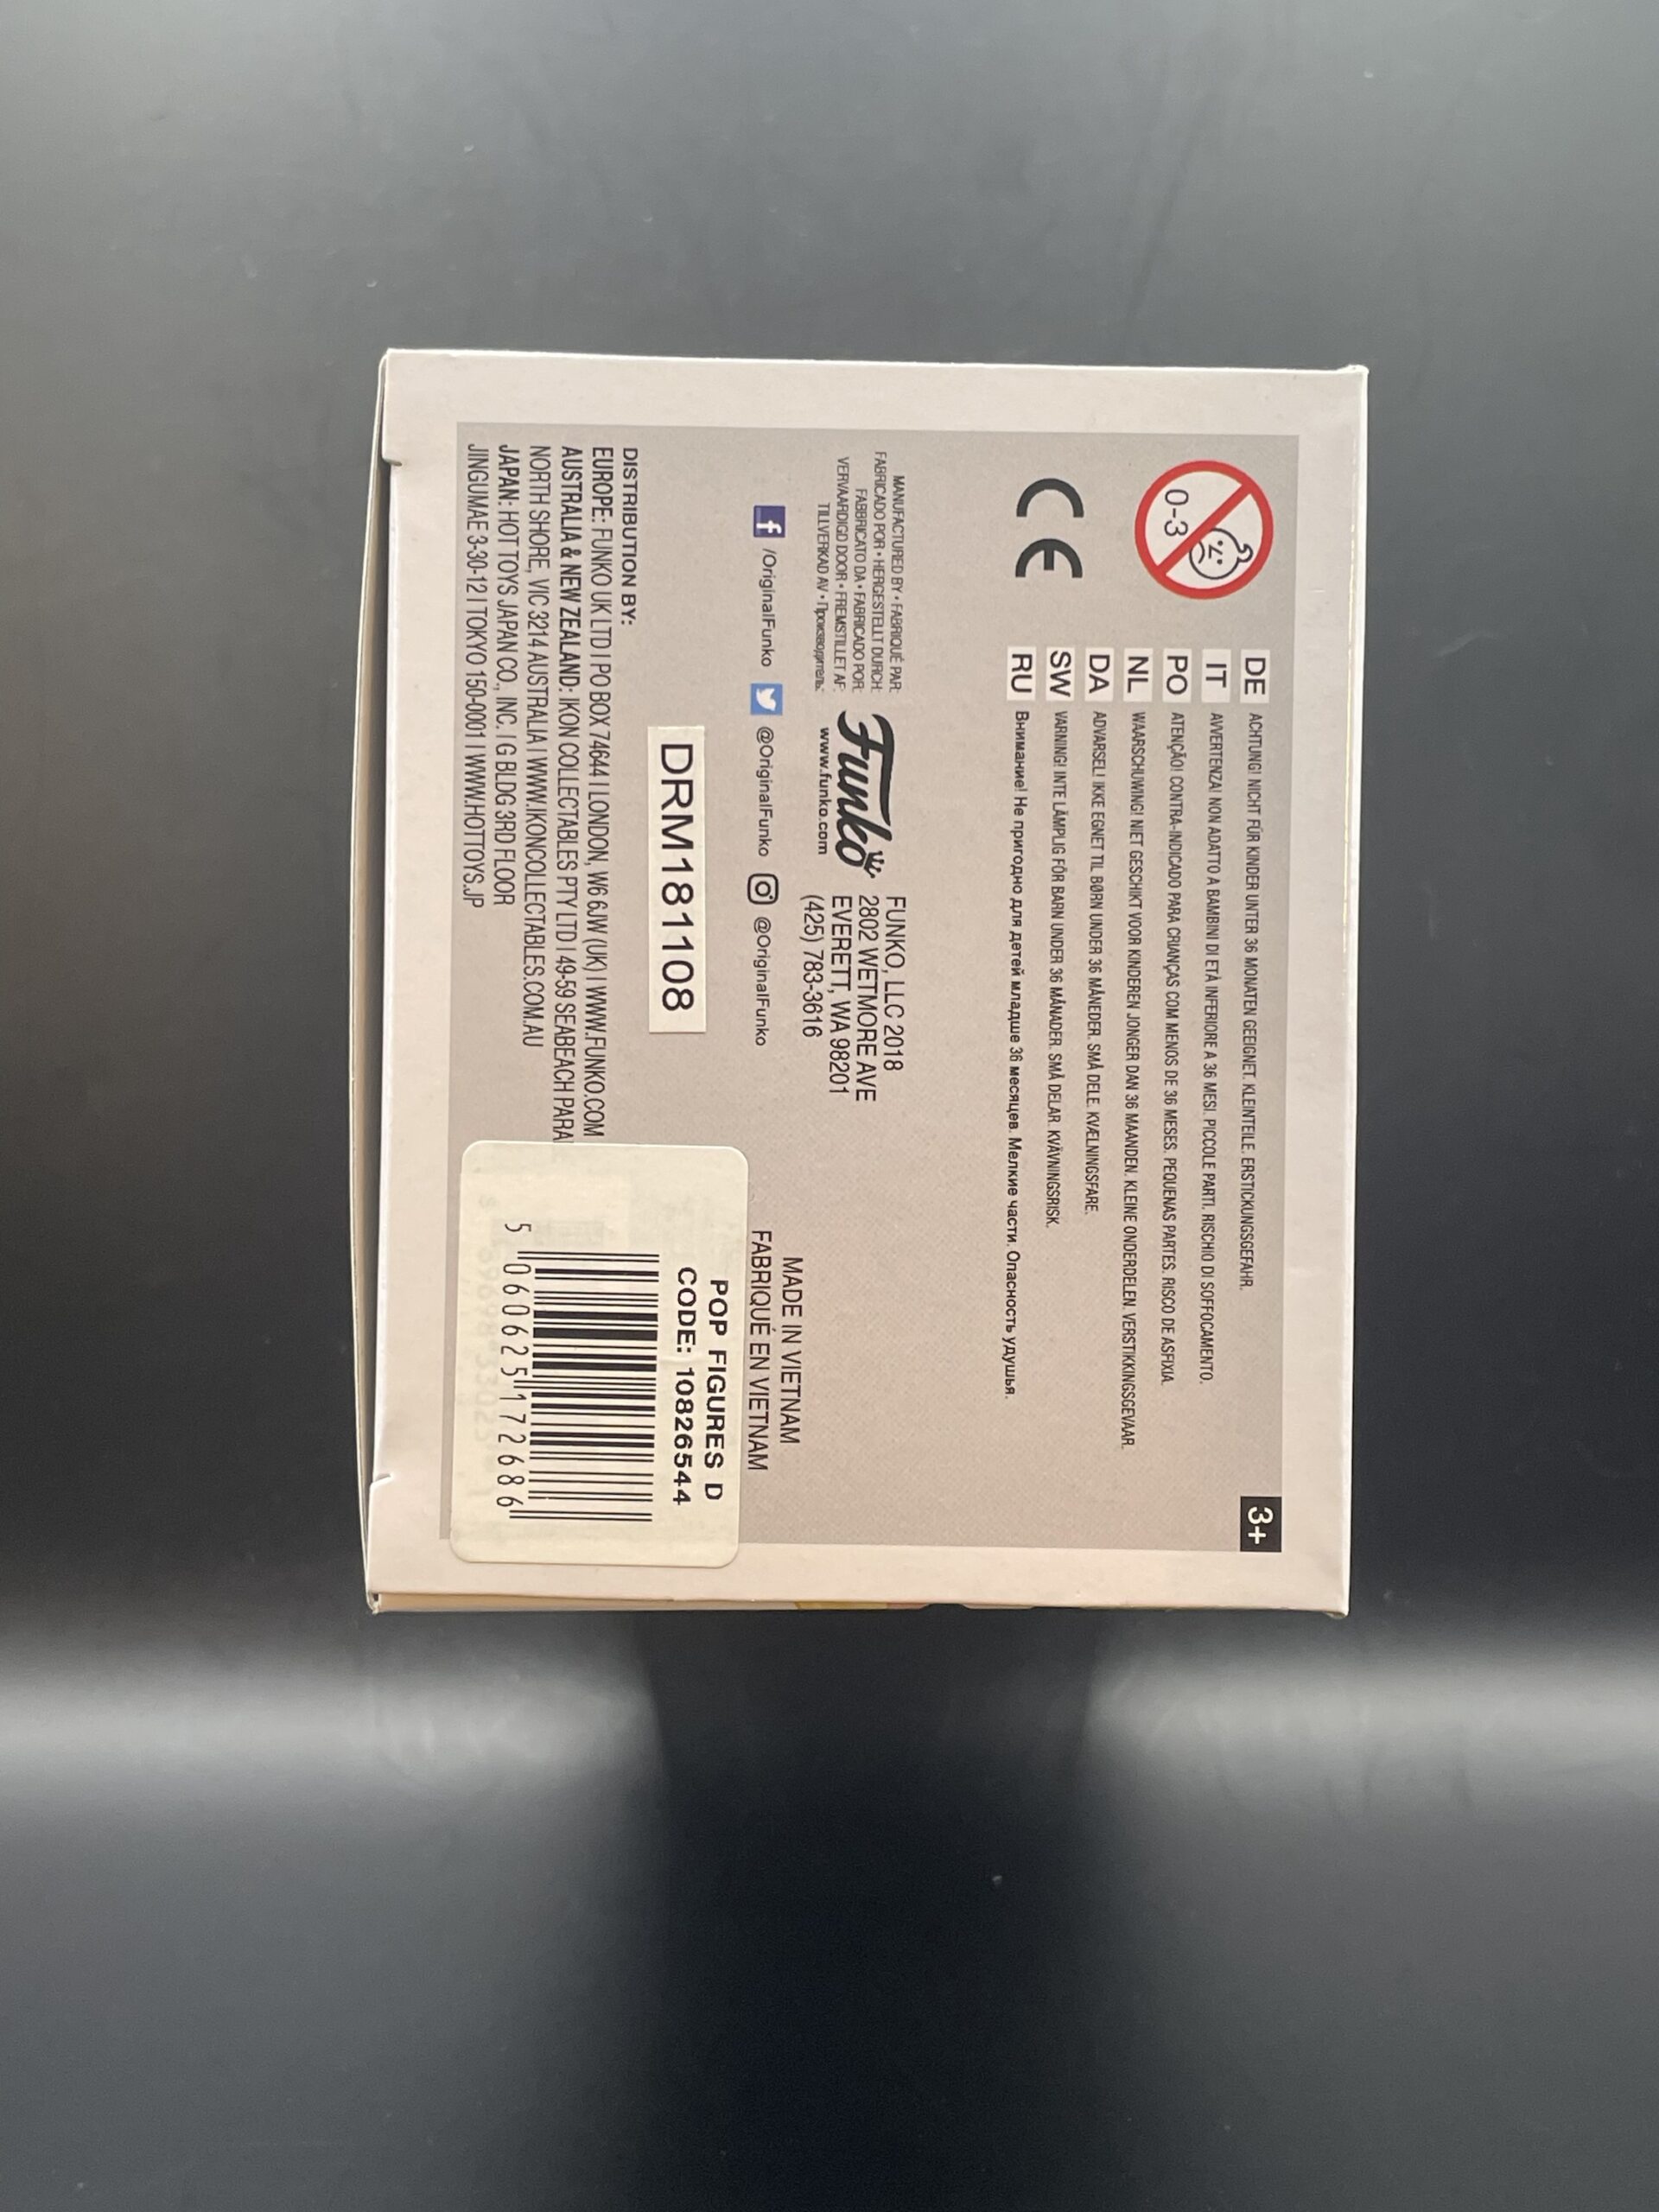 0-3
DE ACHTUNG! NICHT FÜR KINDER UNTER 36 MONATEN GEEIGNET. KLEINTEILE. ERSTICKUNGSGEFAHR.
IT AVVERTENZA! NON ADATTO A BAMBINI DI ETÀ INFERIORE A 36 MESI. PICCOLE PARTI. RISCHIO DI SOFFOCAMENTO.
PO ATENÇÃO! CONTRA-INDICADO PARA CRIANÇAS COM MENOS DE 36 MESES. PEQUENAS PARTES. RISCO DE ASFIXIA.
NL WAARSCHUWING! NIET GESCHIKT VOOR KINDEREN JONGER DAN 36 MAANDEN. KLEINE ONDERDELEN. VERSTIKKINGSGEVAAR.
DA ADVARSEL! IKKE EGNET TIL BØRN UNDER 36 MÅNEDER. SMÅ DELE. KVÆLNINGSFARE.
SW VARNING! INTE LÄMPLIG FÖR BARN UNDER 36 MÅNADER. SMÅ DELAR. KVÄVNINGSRISK.
RU Внимание! Не пригодно для детей младше 36 месяцев. Мелкие части. Опасность удушья.
3+
CE
MANUFACTURED BY • FABRIQUÉ PAR:
FABRICADO POR • HERGESTELLT DURCH:
FABBRICATO DA • FABRICADO POR:
VERVAARDIGD DOOR • FREMSTILLET AF:
TILLVERKAD AV • Производитель:
Funko
www.funko.com
FUNKO, LLC 2018
2802 WETMORE AVE
EVERETT, WA 98201
(425) 783-3616
f /OriginalFunko @OriginalFunko @OriginalFunko
MADE IN VIETNAM
FABRIQUÉ EN VIETNAM
DRM181108
DISTRIBUTION BY:
EUROPE: FUNKO UK LTD | PO BOX 74644 | LONDON, W6 6JW (UK) | WWW.FUNKO.COM
AUSTRALIA & NEW ZEALAND: IKON COLLECTABLES PTY LTD | 49-59 SEABEACH PARA
NORTH SHORE, VIC 3214 AUSTRALIA | WWW.IKONCOLLECTABLES.COM.AU
JAPAN: HOT TOYS JAPAN CO., INC. | G BLDG 3RD FLOOR
JINGUMAE 3-30-12 | TOKYO 150-0001 | WWW.HOTTOYS.JP
POP FIGURES D
CODE: 10826544
5 060625 172686